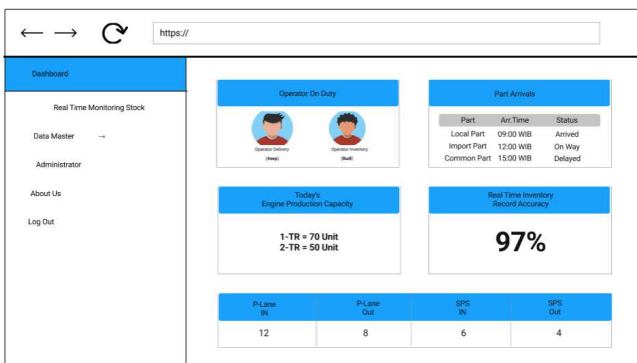 https://
Dashboard
Real Time Monitoring Stock
Data Master →
Administrator
About Us
Log Out
Operator On Duty
Operator Delivery
(Asep)
Operator Inventory
(Budi)
Part Arrivals
Part Arr.Time Status
Local Part 09:00 WIB Arrived
Import Part 12:00 WIB On Way
Common Part 15:00 WIB Delayed
Today's
Engine Production Capacity
1-TR = 70 Unit
2-TR = 50 Unit
Real Time Inventory
Record Accuracy
97%
P-Lane IN
P-Lane Out
SPS IN
SPS Out
12 8 6 4